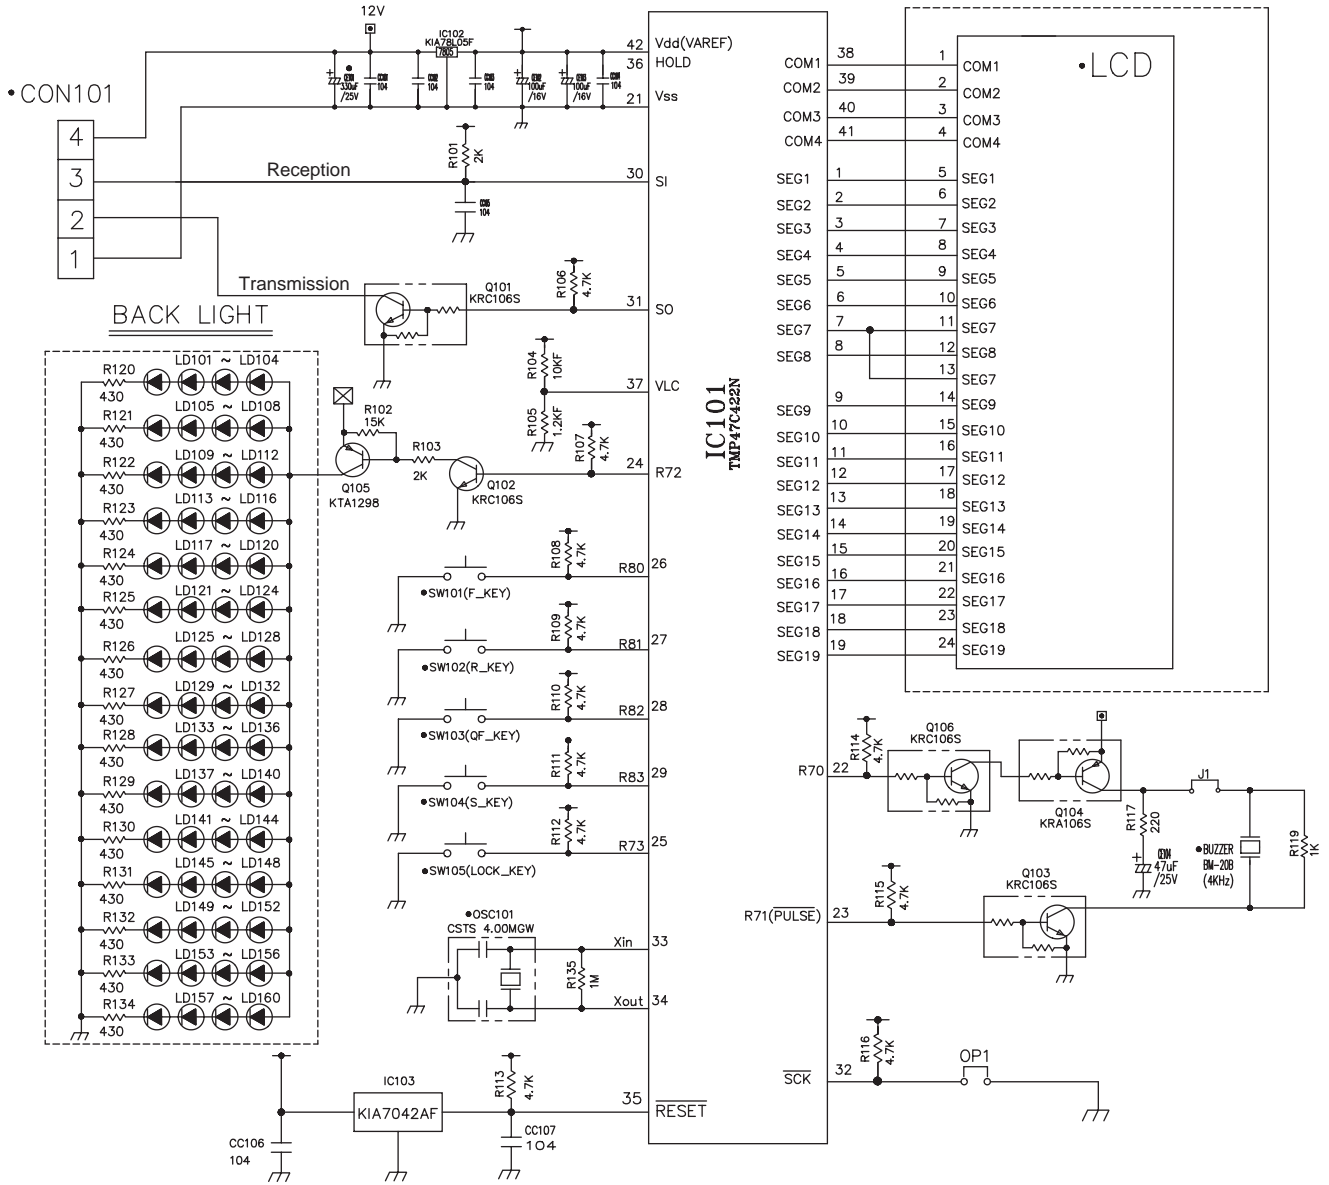 12V
IC102
KIA78L05F
7805
42 Vdd(VAREF)
36 HOLD
21 Vss
330uF
/25V
104
104
104
100uF
/16V
100uF
/16V
104
•CON101
4
3
2
1
R101
2K
Reception
30 SI
104
Transmission
Q101
KRC106S
R106
4.7K
31 SO
R104
10KF
37 VLC
R105
1.2KF
R107
4.7K
24 R72
BACK LIGHT
R120
430
LD101 ~ LD104
R121
430
LD105 ~ LD108
R122
430
LD109 ~ LD112
R123
430
LD113 ~ LD116
R124
430
LD117 ~ LD120
R125
430
LD121 ~ LD124
R126
430
LD125 ~ LD128
R127
430
LD129 ~ LD132
R128
430
LD133 ~ LD136
R129
430
LD137 ~ LD140
R130
430
LD141 ~ LD144
R131
430
LD145 ~ LD148
R132
430
LD149 ~ LD152
R133
430
LD153 ~ LD156
R134
430
LD157 ~ LD160
R102
15K
R103
2K
Q105
KTA1298
Q102
KRC106S
R108
4.7K
R80 26
•SW101(F_KEY)
R109
4.7K
R81 27
•SW102(R_KEY)
R110
4.7K
R82 28
•SW103(QF_KEY)
R111
4.7K
R83 29
•SW104(S_KEY)
R112
4.7K
R73 25
•SW105(LOCK_KEY)
•OSC101
CSTS 4.00MGW
R135
1M
Xin 33
Xout 34
IC103
KIA7042AF
R113
4.7K
35 RESET
CC106
104
CC107
104
IC101
TMP47C422N
•LCD
COM1 38 1 COM1
COM2 39 2 COM2
COM3 40 3 COM3
COM4 41 4 COM4
SEG1 1 5 SEG1
SEG2 2 6 SEG2
SEG3 3 7 SEG3
SEG4 4 8 SEG4
SEG5 5 9 SEG5
SEG6 6 10 SEG6
SEG7 7 11 SEG7
SEG8 8 12 SEG8
13 SEG7
SEG9 9 14 SEG9
SEG10 10 15 SEG10
SEG11 11 16 SEG11
SEG12 12 17 SEG12
SEG13 13 18 SEG13
SEG14 14 19 SEG14
SEG15 15 20 SEG15
SEG16 16 21 SEG16
SEG17 17 22 SEG17
SEG18 18 23 SEG18
SEG19 19 24 SEG19
R70 22
R114
4.7K
Q106
KRC106S
Q104
KRA106S
R117
220
47uF
/25V
J1
•BUZZER
BM-20B
(4KHz)
R119
1K
R71(PULSE) 23
R115
4.7K
Q103
KRC106S
SCK 32
R116
4.7K
OP1